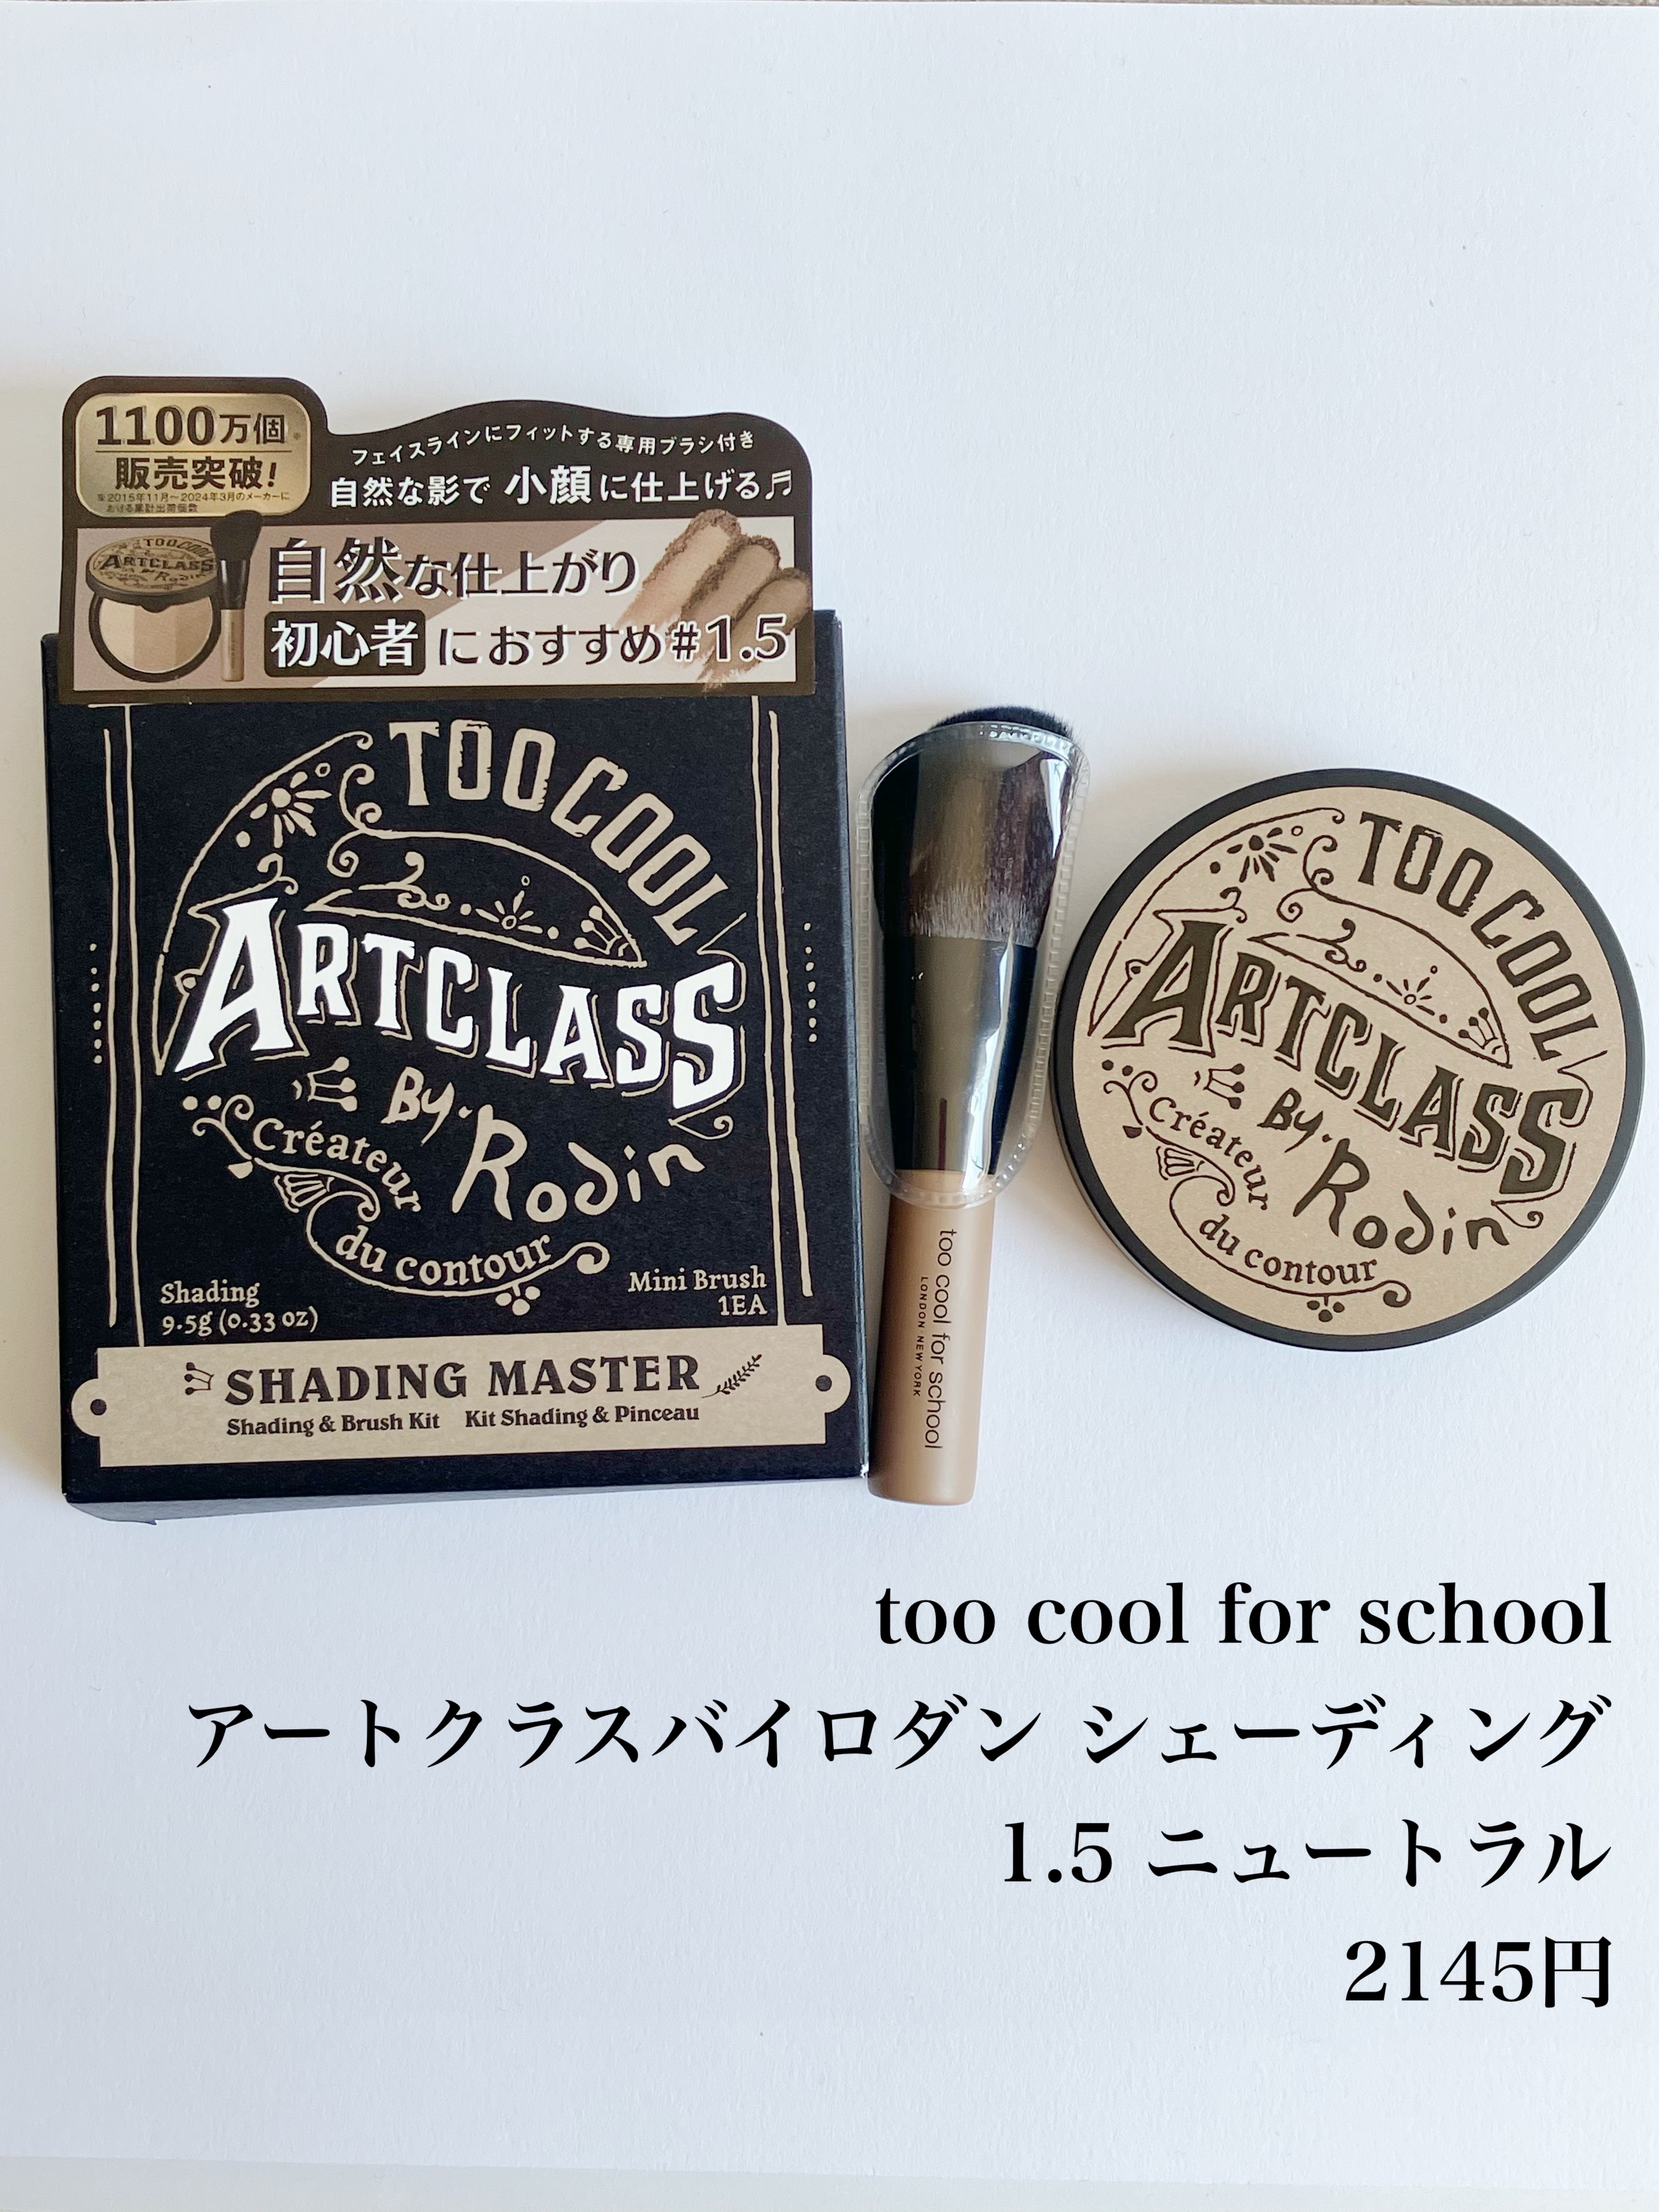 1100万個※
販売突破!
※2015年11月〜2024年3月のメーカーに
おける累計出荷個数
フェイスラインにフィットする専用ブラシ付き
自然な影で 小顔に仕上げる♬
TOOCOOL
ARTCLASS
By Rodin
自然な仕上がり
初心者 におすすめ#1.5
TOOCOOL
ARTCLASS
By Rodin
Créateur
du contour
Shading
9.5g (0.33 oz)
Mini Brush
1EA
SHADING MASTER
Shading & Brush Kit Kit Shading & Pinceau
too cool for school
LONDON NEW YORK
TOOCOOL
ARTCLASS
By Rodin
Créateur
du contour
too cool for school
アートクラスバイロダン シェーディング
1.5 ニュートラル
2145円